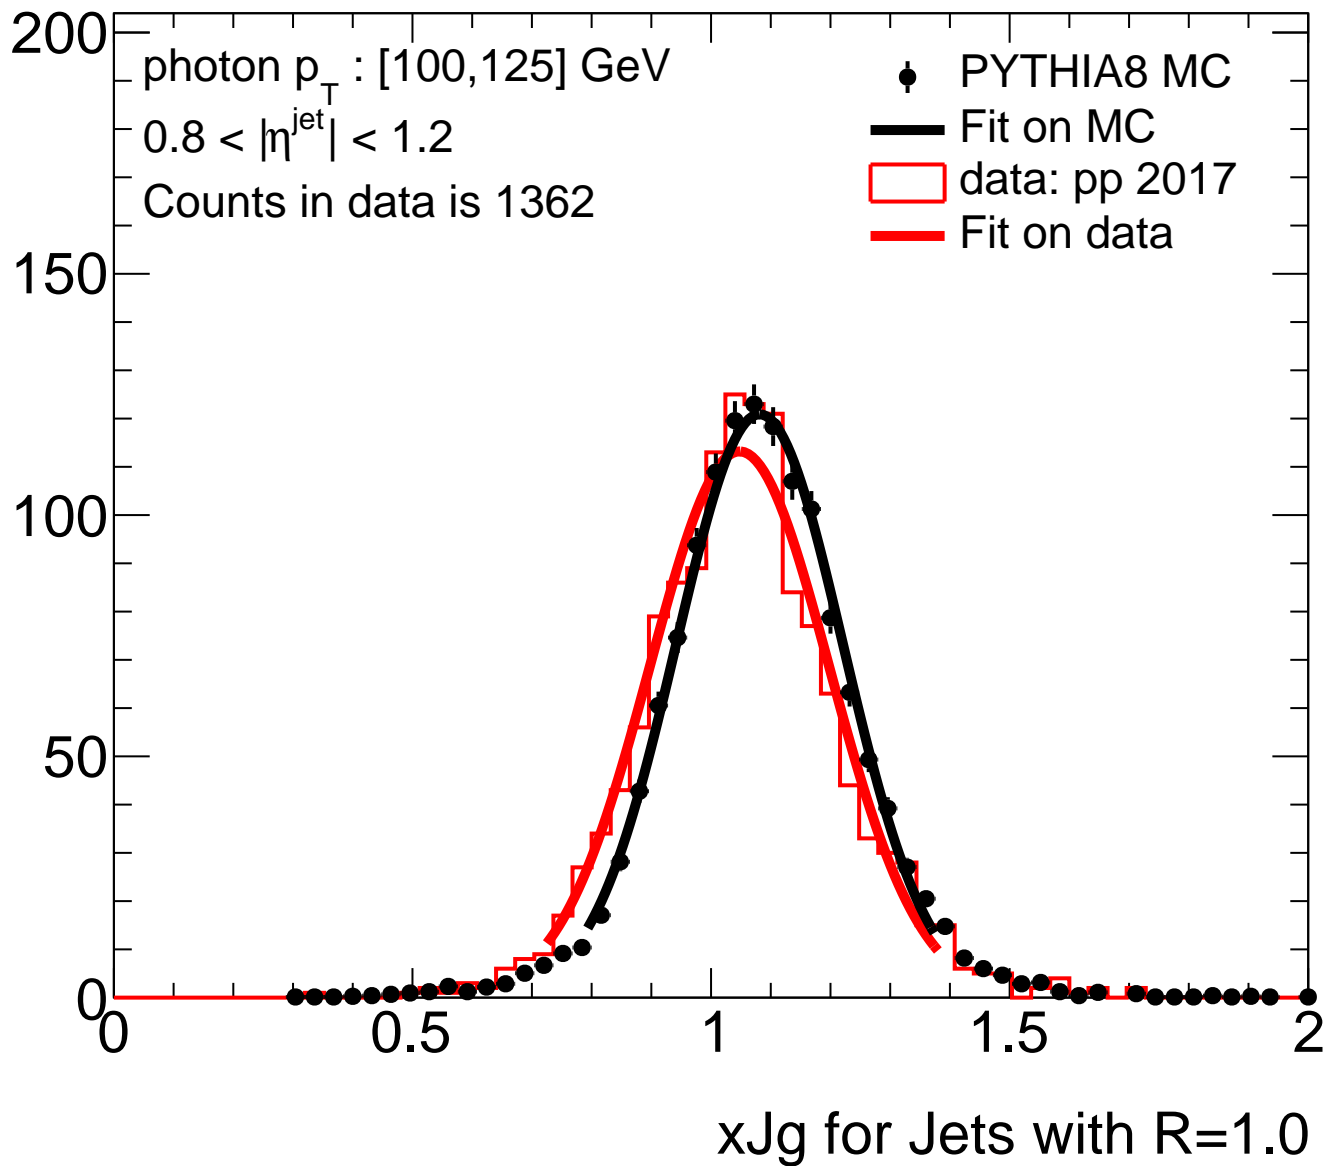 200
150
100
50
0
photon p_T : [100,125] GeV
0.8 < |η^jet| < 1.2
Counts in data is 1362
PYTHIA8 MC
Fit on MC
data: pp 2017
Fit on data
0 0.5 1 1.5 2
xJg for Jets with R=1.0